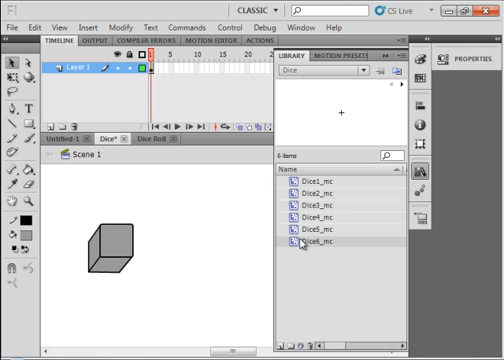 Fl
CLASSIC
CS Live
File Edit View Insert Modify Text Commands Control Debug Window Help
TIMELINE OUTPUT COMPILER ERRORS MOTION EDITOR ACTIONS
1 5 10 15 20 25
Layer 1
LIBRARY MOTION PRESETS
PROPERTIES
Dice
Untitled-1 Dice* Dice Roll
Scene 1
6 items
Name
Dice1_mc
Dice2_mc
Dice3_mc
Dice4_mc
Dice5_mc
Dice6_mc